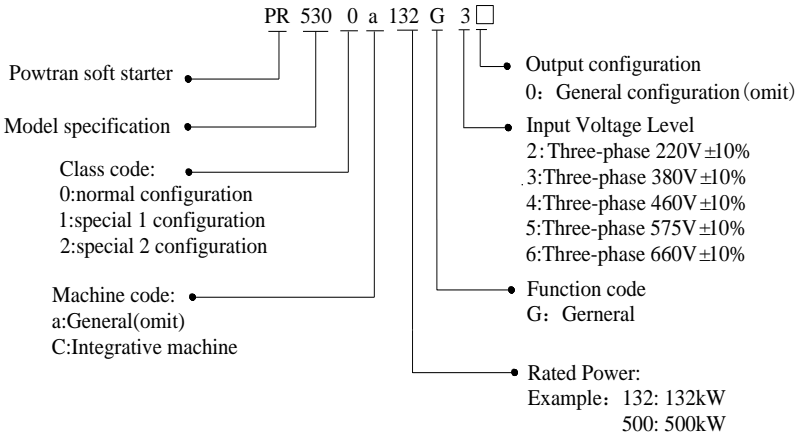 PR 530 0 a 132 G 3□
Powtran soft starter
Model specification
Class code:
0:normal configuration
1:special 1 configuration
2:special 2 configuration
Machine code:
a:General(omit)
C:Integrative machine
Output configuration
0：General configuration（omit）
Input Voltage Level
2:Three-phase 220V±10%
.3:Three-phase 380V±10%
4:Three-phase 460V±10%
5:Three-phase 575V±10%
6:Three-phase 660V±10%
Function code
G：Gerneral
Rated Power:
Example：132: 132kW
500: 500kW